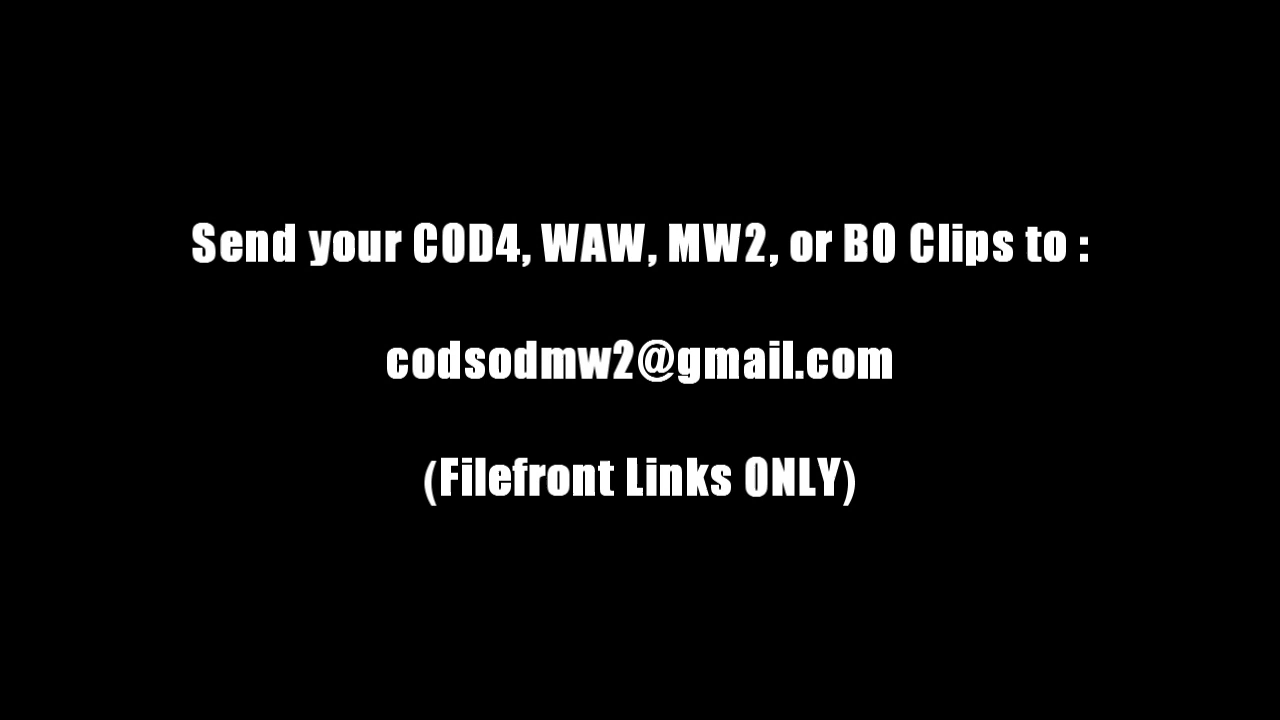 Send your COD4, WAW, MW2, or BO Clips to :
codsodmw2@gmail.com
(Filefront Links ONLY)